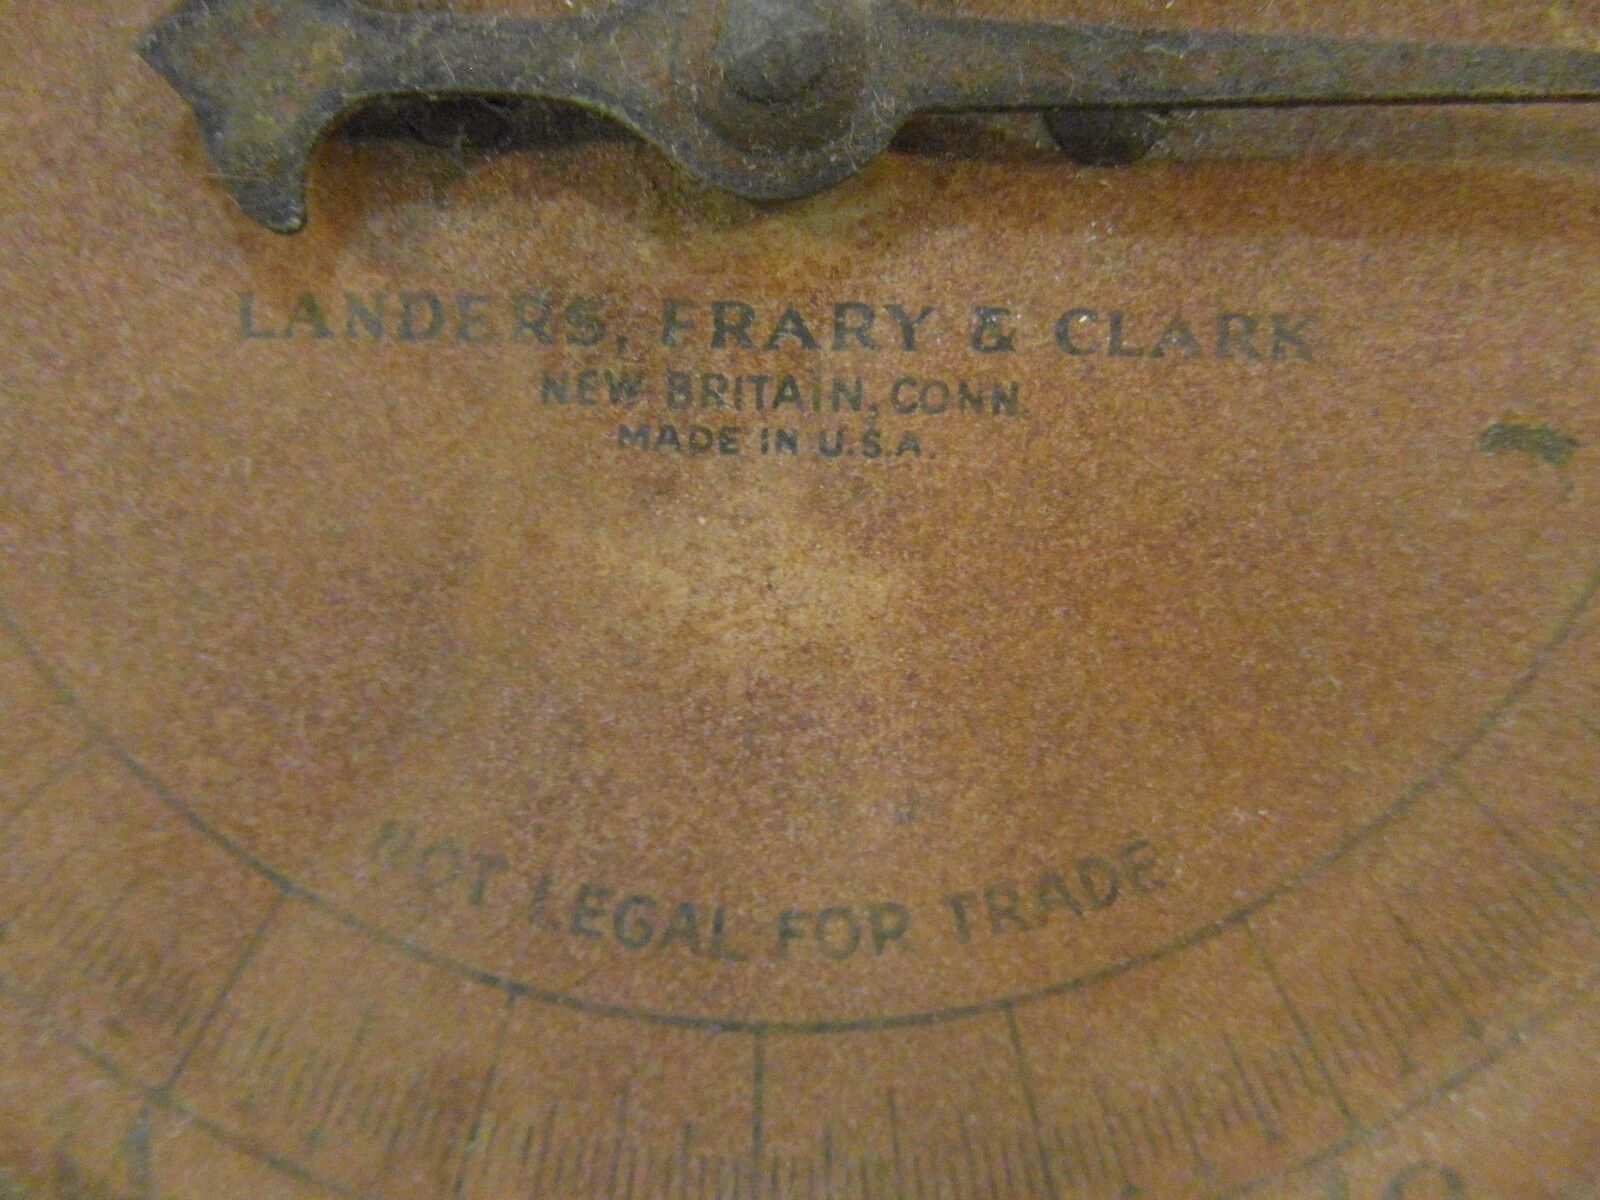 LANDERS, FRARY & CLARK
NEW BRITAIN, CONN.
MADE IN U.S.A.
NOT LEGAL FOR TRADE